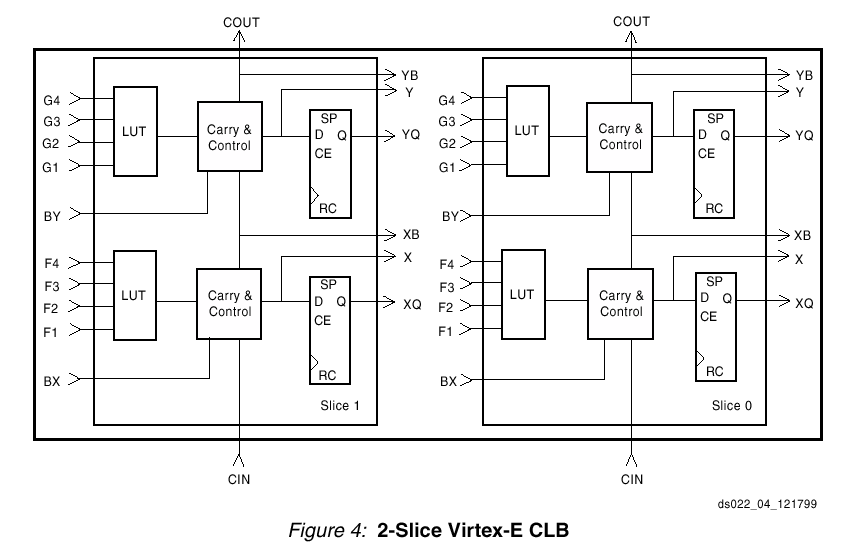 COUT COUT
YB YB
G4 Y G4 Y
SP SP
G3 G3
LUT Carry & Control D Q YQ LUT Carry & Control D Q YQ
G2 CE G2 CE
G1 G1
BY RC BY RC
XB XB
F4 X F4 X
SP SP
F3 F3
LUT Carry & Control D Q XQ LUT Carry & Control D Q XQ
F2 CE F2 CE
F1 F1
BX RC BX RC
Slice 1 Slice 0
CIN CIN
ds022_04_121799
Figure 4: 2-Slice Virtex-E CLB